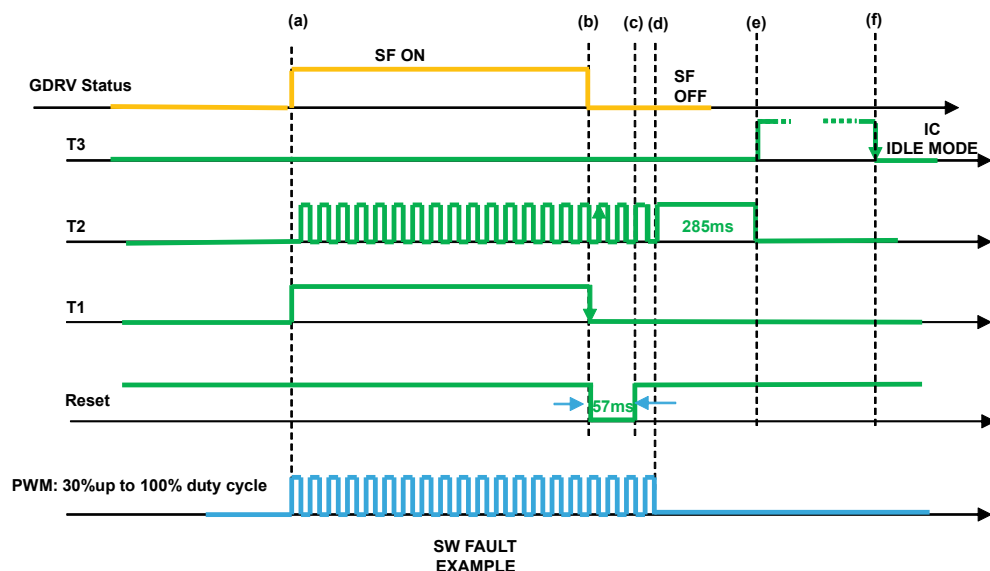 (a)
(b)
(c)
(d)
(e)
(f)
SF ON
GDRV Status
SF
OFF
T3
IC
IDLE MODE
T2
285ms
T1
Reset
57ms
PWM: 30%up to 100% duty cycle
SW FAULT
EXAMPLE